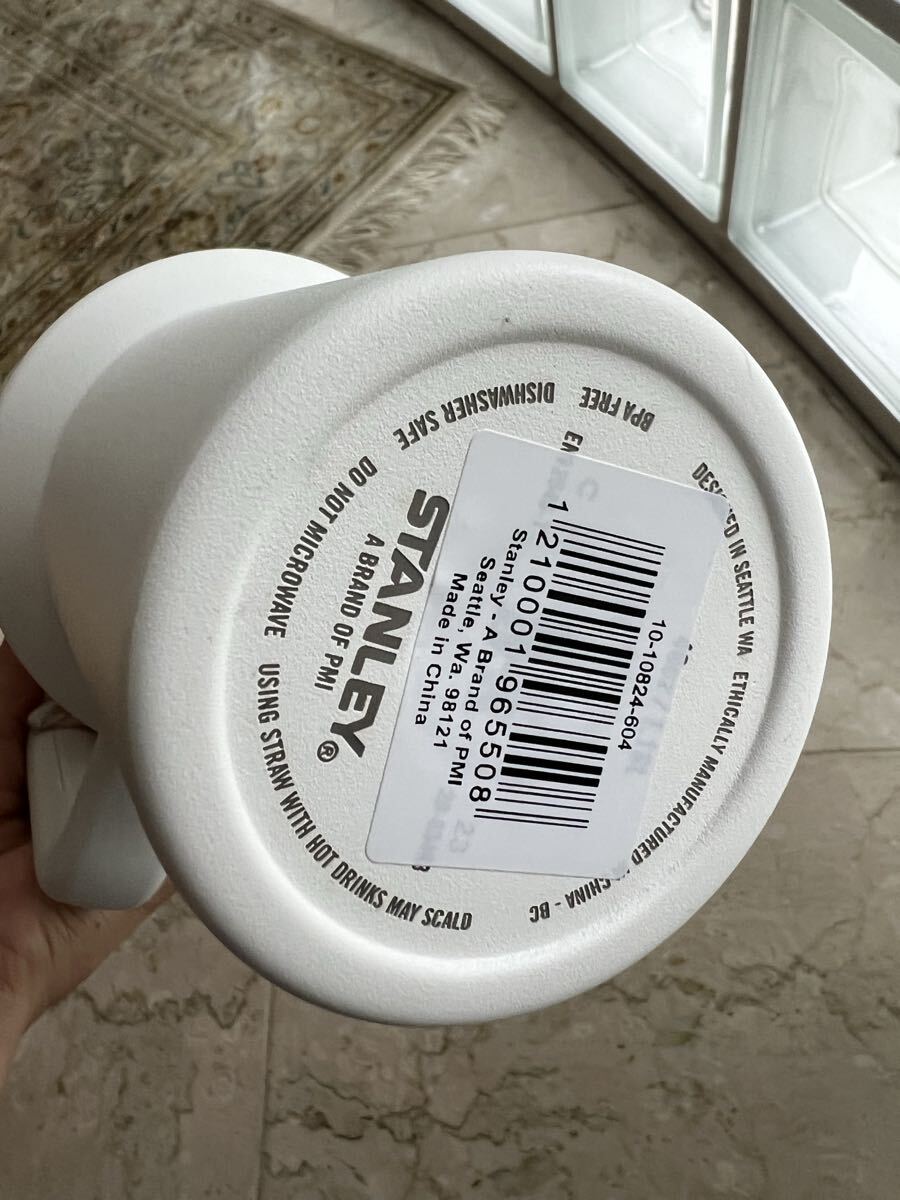 BPA FREE
DISHWASHER SAFE
DO NOT MICROWAVE
USING STRAW WITH HOT DRINKS MAY SCALD
STANLEY®
A BRAND OF PMI
DESIGNED IN SEATTLE WA
ETHICALLY MANUFACTURED
CHINA - BC
10-10824-604
1 21000196550 8
Stanley - A Brand of PMI
Seattle, Wa. 98121
Made in China